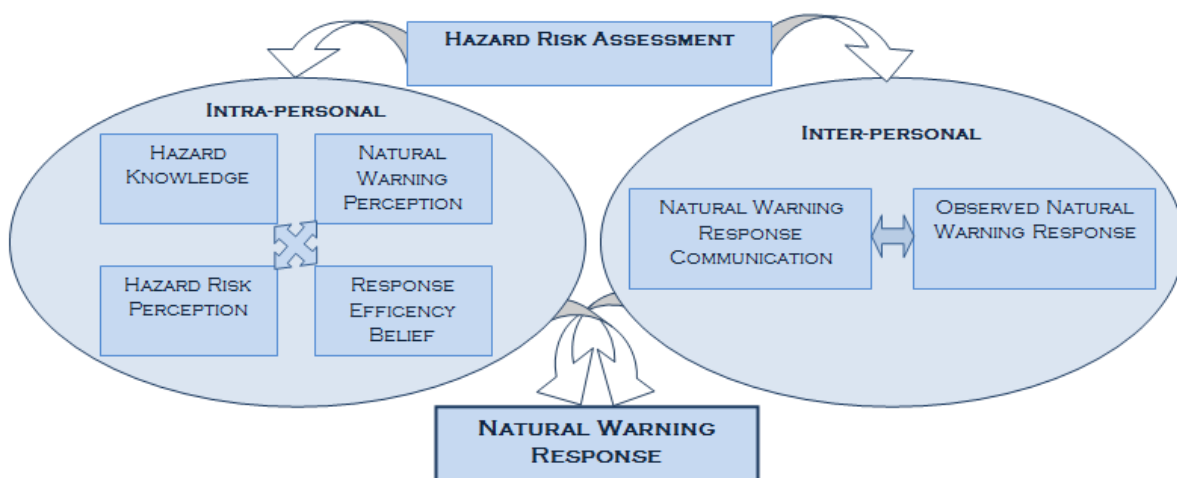 HAZARD RISK ASSESSMENT
INTRA-PERSONAL
HAZARD
KNOWLEDGE
NATURAL
WARNING
PERCEPTION
HAZARD RISK
PERCEPTION
RESPONSE
EFFICENCY
BELIEF
INTER-PERSONAL
NATURAL WARNING
RESPONSE
COMMUNICATION
OBSERVED NATURAL
WARNING RESPONSE
NATURAL WARNING
RESPONSE